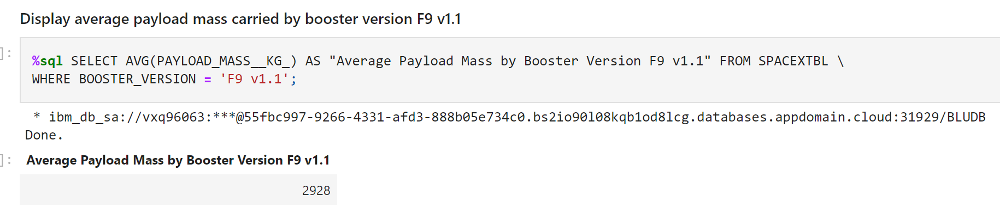 Display average payload mass carried by booster version F9 v1.1
]:
%sql SELECT AVG(PAYLOAD_MASS__KG_) AS "Average Payload Mass by Booster Version F9 v1.1" FROM SPACEXTBL \
WHERE BOOSTER_VERSION = 'F9 v1.1';
* ibm_db_sa://vxq96063:***@55fbc997-9266-4331-afd3-888b05e734c0.bs2io90l08kqb1od8lcg.databases.appdomain.cloud:31929/BLUDB
Done.
]:
Average Payload Mass by Booster Version F9 v1.1
2928